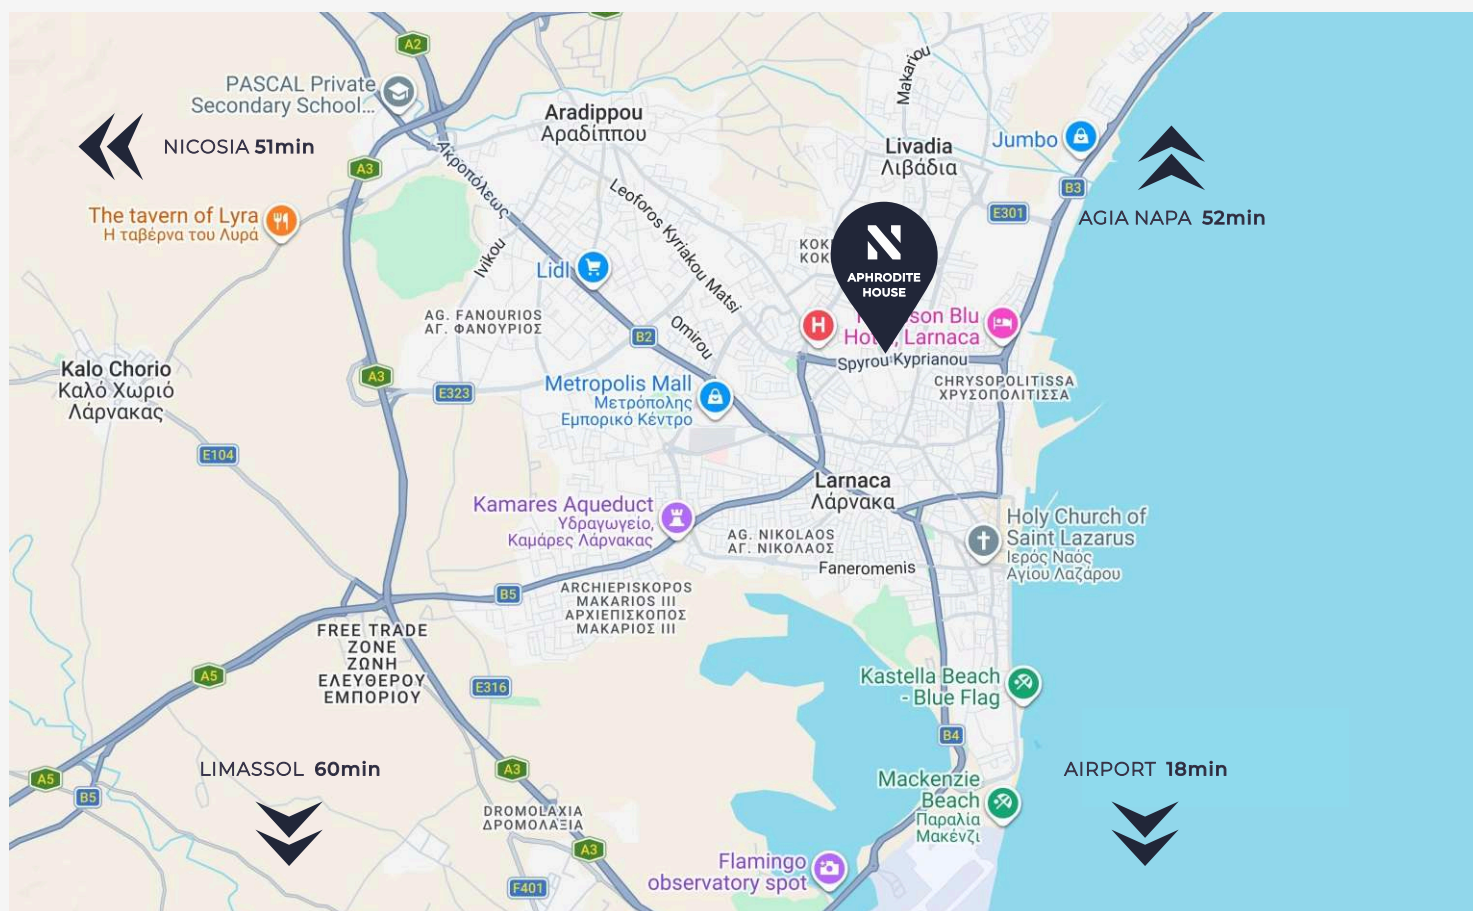 A2
PASCAL Private
Secondary School...
Aradippou
Αραδίππου
Makariou
Livadia
Λιβάδια
Jumbo
NICOSIA 51min
Ακροπόλεως
A3
B3
E301
AGIA NAPA 52min
The tavern of Lyra
Η ταβέρνα του Λυρά
Leoforos Kyriakou Matsi
Ivikou
Lidl
N
APHRODITE
HOUSE
AG. FANOURIOS
ΑΓ. ΦΑΝΟΥΡΙΟΣ
B2
Omirou
H
son Blu
Larnaca
Spyrou Kyprianou
CHRYSOPOLITISSA
ΧΡΥΣΟΠΟΛΙΤΙΣΣΑ
Kalo Chorio
Καλό Χωριό
Λάρνακας
A3
E323
Metropolis Mall
Μετρόπολης
Εμπορικό Κέντρο
E104
Larnaca
Λάρνακα
Kamares Aqueduct
Υδραγωγείο,
Καμάρες Λάρνακας
AG. NIKOLAOS
ΑΓ. ΝΙΚΟΛΑΟΣ
Faneromenis
Holy Church of
Saint Lazarus
Ιερός Ναός
Αγίου Λαζάρου
B5
ARCHIEPISKOPOS
MAKARIOS III
ΑΡΧΙΕΠΙΣΚΟΠΟΣ
ΜΑΚΑΡΙΟΣ ΙΙΙ
FREE TRADE
ZONE
ΖΩΝΗ
ΕΛΕΥΘΕΡΟΥ
ΕΜΠΟΡΙΟΥ
A5
E316
Kastella Beach
- Blue Flag
B4
LIMASSOL 60min
A3
AIRPORT 18min
A5
B5
Mackenzie
Beach
Παραλία
Μακένζι
DROMOLAXIA
ΔΡΟΜΟΛΑΞΙΑ
A3
Flamingo
observatory spot
F401